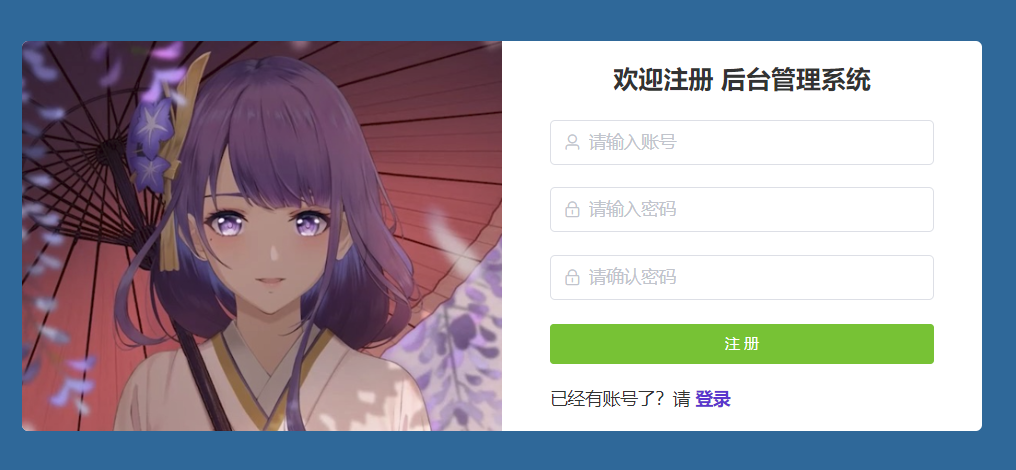 欢迎注册 后台管理系统
请输入账号
请输入密码
请确认密码
注 册
已经有账号了？请 登录